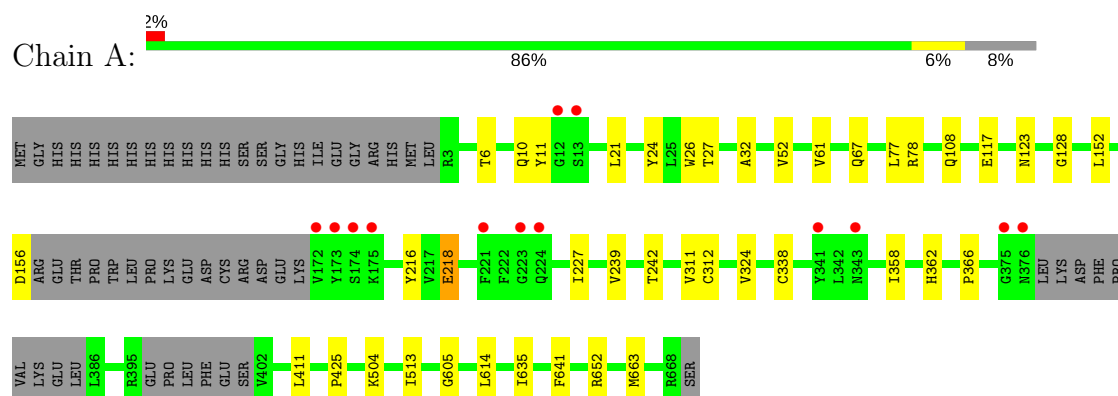 2%
Chain A:
86% 6% 8%
MET GLY HIS HIS HIS HIS HIS HIS HIS HIS HIS HIS SER SER GLY HIS ILE GLU GLY ARG HIS MET LEU R3 T6 Q10 Y11 G12 S13 L21 Y24 L25 W26 T27 A32 V52 V61 Q67 L77 R78 Q108 E117 N123 G128 L152
D156 ARG GLU THR PRO TRP LEU PRO LYS GLU ASP CYS ARG ASP GLU LYS V172 Y173 S174 K175 Y216 V217 E218 F221 F222 G223 Q224 I227 V239 T242 V311 C312 V324 C338 Y341 L342 N343 I358 H362 P366 G375 N376 LEU LYS ASP PHE PRO
VAL LYS GLU LEU L386 R395 GLU PRO LEU PHE GLU SER V402 L411 P425 K504 I513 G605 L614 I635 F641 R652 M663 R668 SER